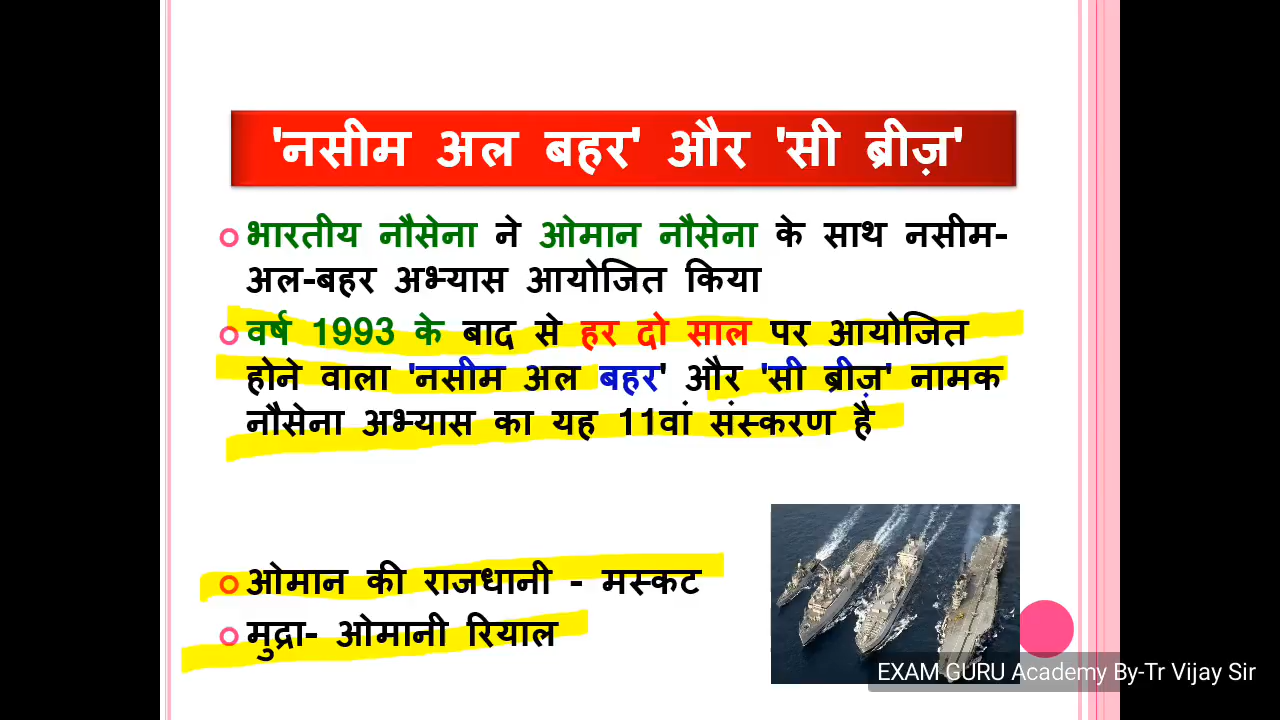 'नसीम अल बहर' और 'सी ब्रीज़'
भारतीय नौसेना ने ओमान नौसेना के साथ नसीम-
अल-बहर अभ्यास आयोजित किया
वर्ष 1993 के बाद से हर दो साल पर आयोजित
होने वाला 'नसीम अल बहर' और 'सी ब्रीज़' नामक
नौसेना अभ्यास का यह 11वां संस्करण है
ओमान की राजधानी - मस्कट
मुद्रा- ओमानी रियाल
EXAM GURU Academy By-Tr Vijay Sir